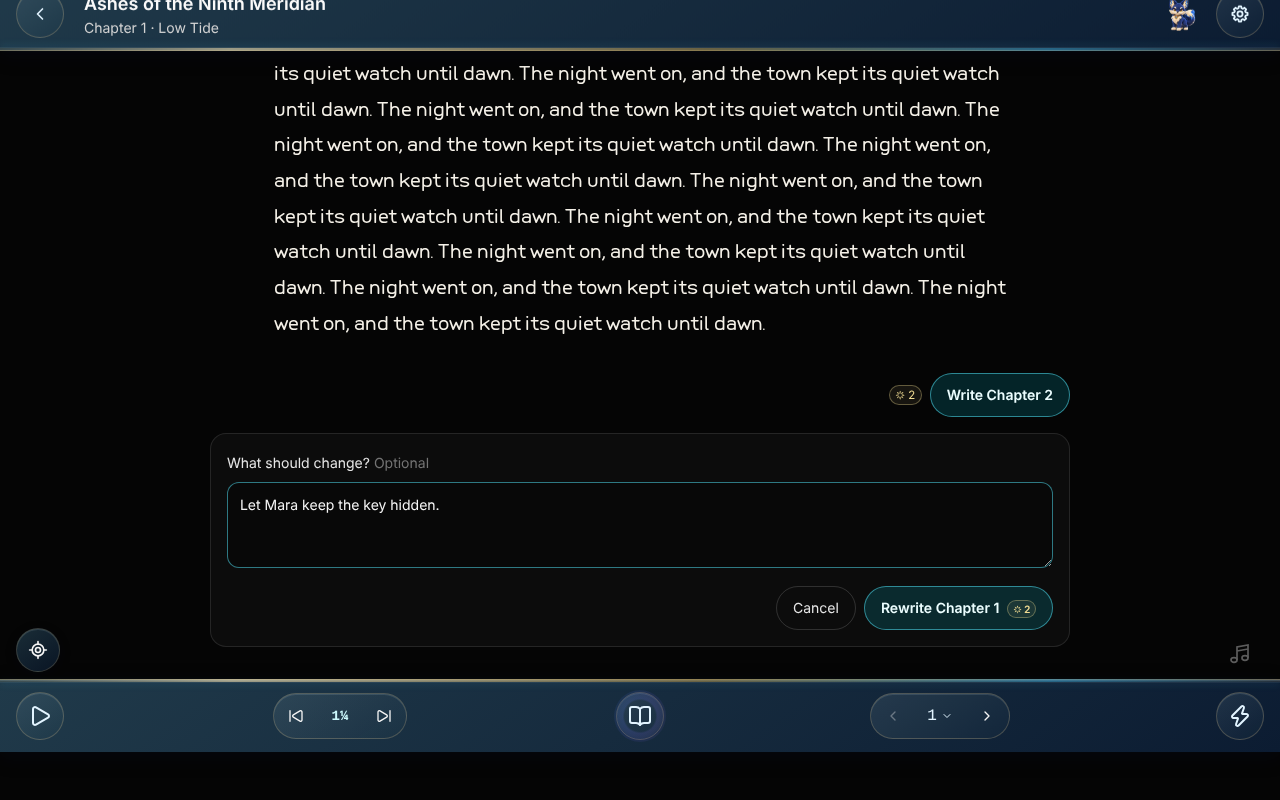 Ashes of the Ninth Meridian
Chapter 1 · Low Tide
its quiet watch until dawn. The night went on, and the town kept its quiet watch
until dawn. The night went on, and the town kept its quiet watch until dawn. The
night went on, and the town kept its quiet watch until dawn. The night went on,
and the town kept its quiet watch until dawn. The night went on, and the town
kept its quiet watch until dawn. The night went on, and the town kept its quiet
watch until dawn. The night went on, and the town kept its quiet watch until
dawn. The night went on, and the town kept its quiet watch until dawn. The night
went on, and the town kept its quiet watch until dawn.
2 Write Chapter 2
What should change? Optional
Let Mara keep the key hidden.
Cancel Rewrite Chapter 1 2
1¼ 1